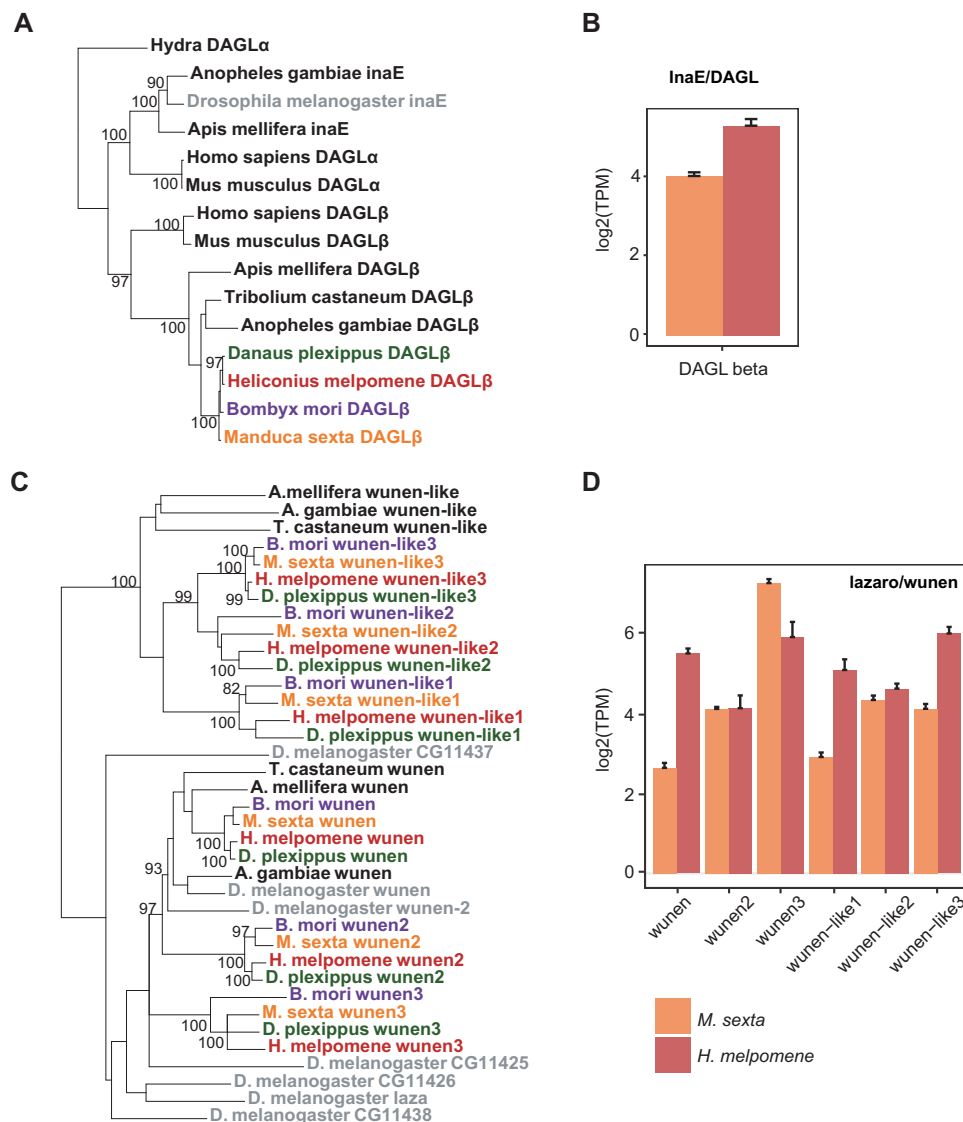 A
Hydra DAGLα
Anopheles gambiae inaE
90
Drosophila melanogaster inaE
100
Apis mellifera inaE
100
Homo sapiens DAGLα
100
Mus musculus DAGLα
Homo sapiens DAGLβ
100
Mus musculus DAGLβ
97
Apis mellifera DAGLβ
Tribolium castaneum DAGLβ
100
Anopheles gambiae DAGLβ
Danaus plexippus DAGLβ
97
Heliconius melpomene DAGLβ
Bombyx mori DAGLβ
100
Manduca sexta DAGLβ
B
InaE/DAGL
log2(TPM)
4
2
0
DAGL beta
C
A.mellifera wunen-like
A. gambiae wunen-like
T. castaneum wunen-like
B. mori wunen-like3
100
M. sexta wunen-like3
100
H. melpomene wunen-like3
100
99
D. plexippus wunen-like3
99
B. mori wunen-like2
M. sexta wunen-like2
H. melpomene wunen-like2
100
D. plexippus wunen-like2
B. mori wunen-like1
82
M. sexta wunen-like1
H. melpomene wunen-like1
100
D. plexippus wunen-like1
D. melanogaster CG11437
T. castaneum wunen
A. mellifera wunen
B. mori wunen
M. sexta wunen
H. melpomene wunen
100
D. plexippus wunen
100
A. gambiae wunen
93
D. melanogaster wunen
D. melanogaster wunen-2
97
B. mori wunen2
97
M. sexta wunen2
H. melpomene wunen2
100
D. plexippus wunen2
100
B. mori wunen3
M. sexta wunen3
100
D. plexippus wunen3
100
H. melpomene wunen3
D. melanogaster CG11425
D. melanogaster CG11426
D. melanogaster laza
D. melanogaster CG11438
D
lazaro/wunen
log2(TPM)
6
4
2
0
wunen
wunen2
wunen3
wunen-like1
wunen-like2
wunen-like3
M. sexta
H. melpomene